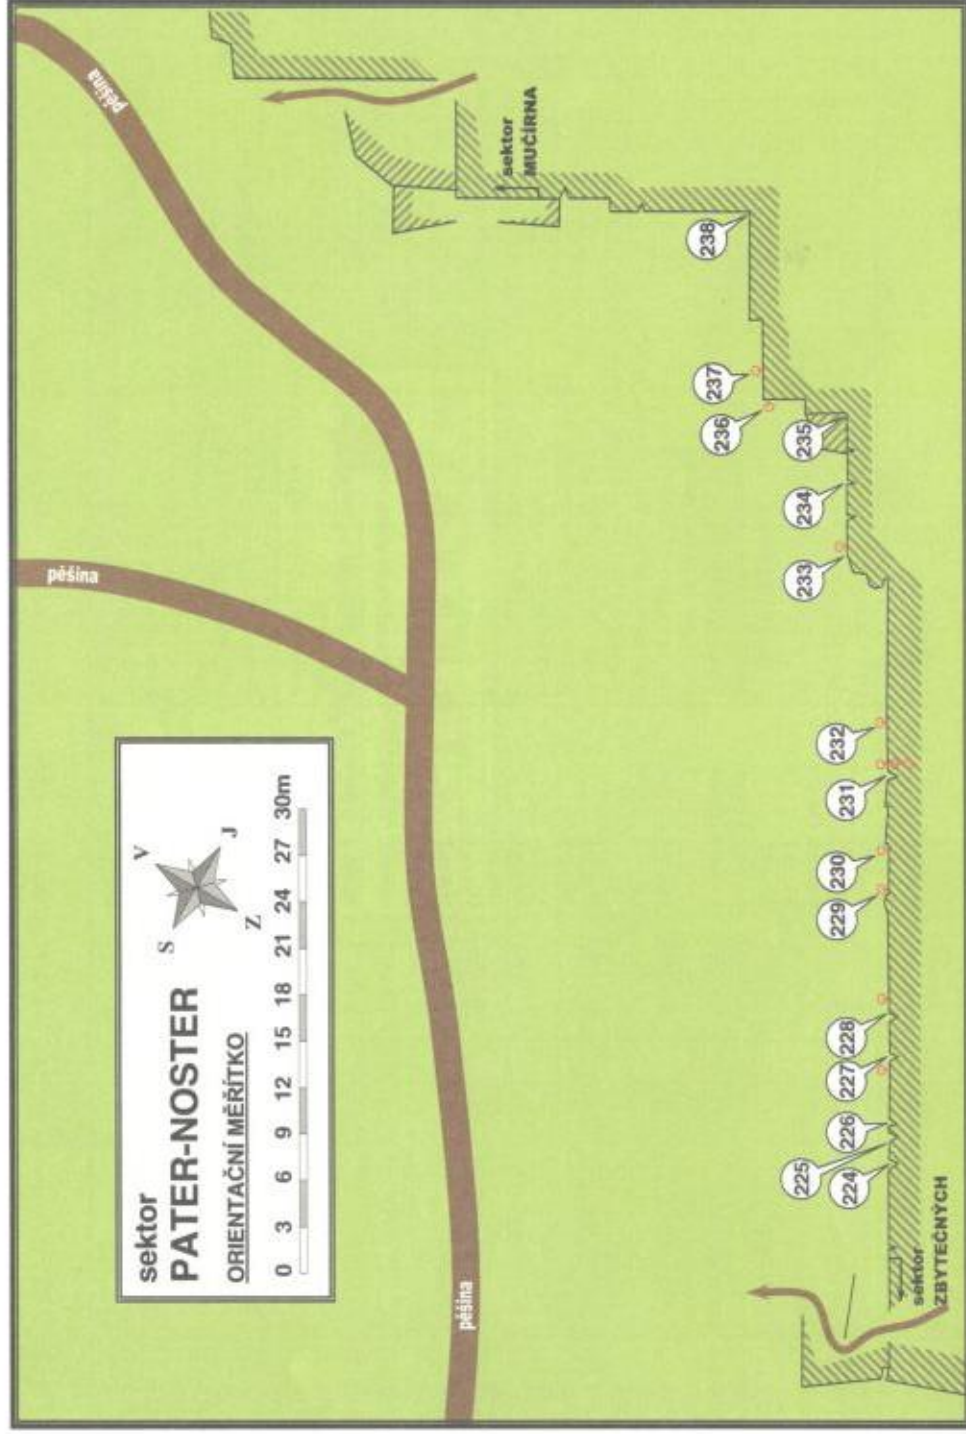 sektor
PATER-NOSTER
ORIENTAČNÍ MĚŘÍTKO
0 3 6 9 12 15 18 21 24 27 30m
S
V
J
Z
pěšina
pěšina
pěšina
sektor
ZBYTEČNÝCH
224
225
226
227
228
229
230
231
232
233
234
235
236
237
238
sektor
MUČÍRNA